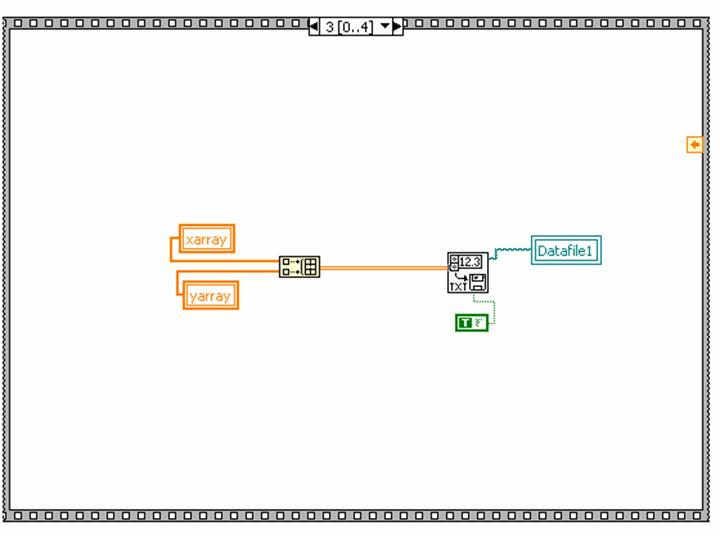 3 [0..4]
xarray
12.3
TXT
Datafile1
yarray
T